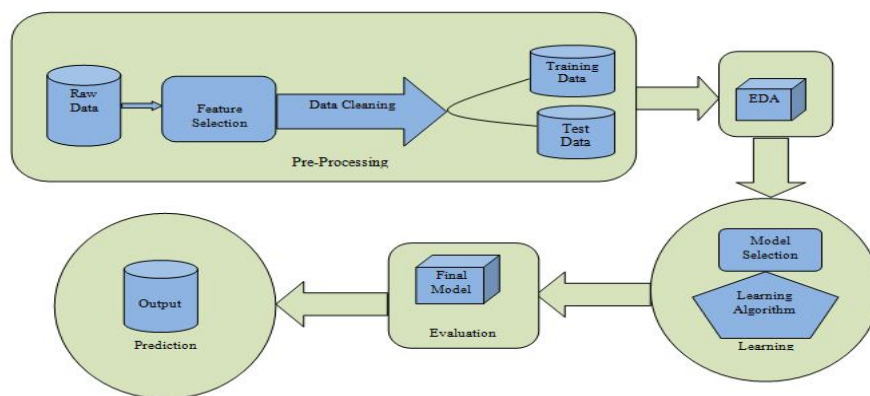 Raw
Data
Feature
Selection
Data Cleaning
Training
Data
Test
Data
Pre-Processing
EDA
Model
Selection
Learning
Algorithm
Learning
Final
Model
Evaluation
Output
Prediction